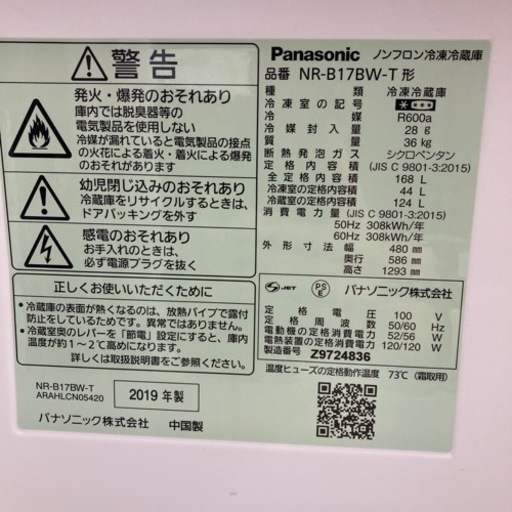 警告
発火・爆発のおそれあり
庫内では脱臭器等の
電気製品を使用しない
冷媒が漏れていると電気製品の接点
の火花による着火・着火による爆発
のおそれがあります
幼児閉じ込みのおそれあり
冷蔵庫をリサイクルするときは、
ドアパッキングを外す
感電のおそれあり
お手入れのときは、
必ず電源プラグを抜く
正しくお使いいただくために
•冷蔵庫の表面が熱くなるのは、放熱パイプで露付
防止をしているためで、異常ではありません。
•冷蔵室奥のレバーを「節電」設定にすると、庫内
温度が約1～2℃高めになります。
詳しくは取扱説明書をご参照ください。
NR-B17BW-T
ARAHLCN05420
2019 年製
パナソニック株式会社 中国製
Panasonic ノンフロン冷凍冷蔵庫
品番 NR-B17BW-T 形
種類 冷凍冷蔵庫
冷凍室の記号
冷媒 R600a
冷媒封入量 28 g
質量 36 kg
断熱発泡ガス シクロペンタン
定格内容積 (JIS C 9801-3:2015)
全定格内容積 168 L
冷凍室の定格内容積 44 L
冷蔵室の定格内容積 124 L
消費電力量 (JIS C 9801-3:2015)
50Hz 308kWh/年
60Hz 308kWh/年
外形寸法 幅 480 mm
奥行 586 mm
高さ 1293 mm
JET PS E パナソニック株式会社
定格電圧 100 V
定格周波数 50/60 Hz
電動機の定格消費電力 52/56 W
電熱装置の定格消費電力 120/120 W
製造番号 Z9724836
温度ヒューズの定格動作温度 73℃ (霜取用)